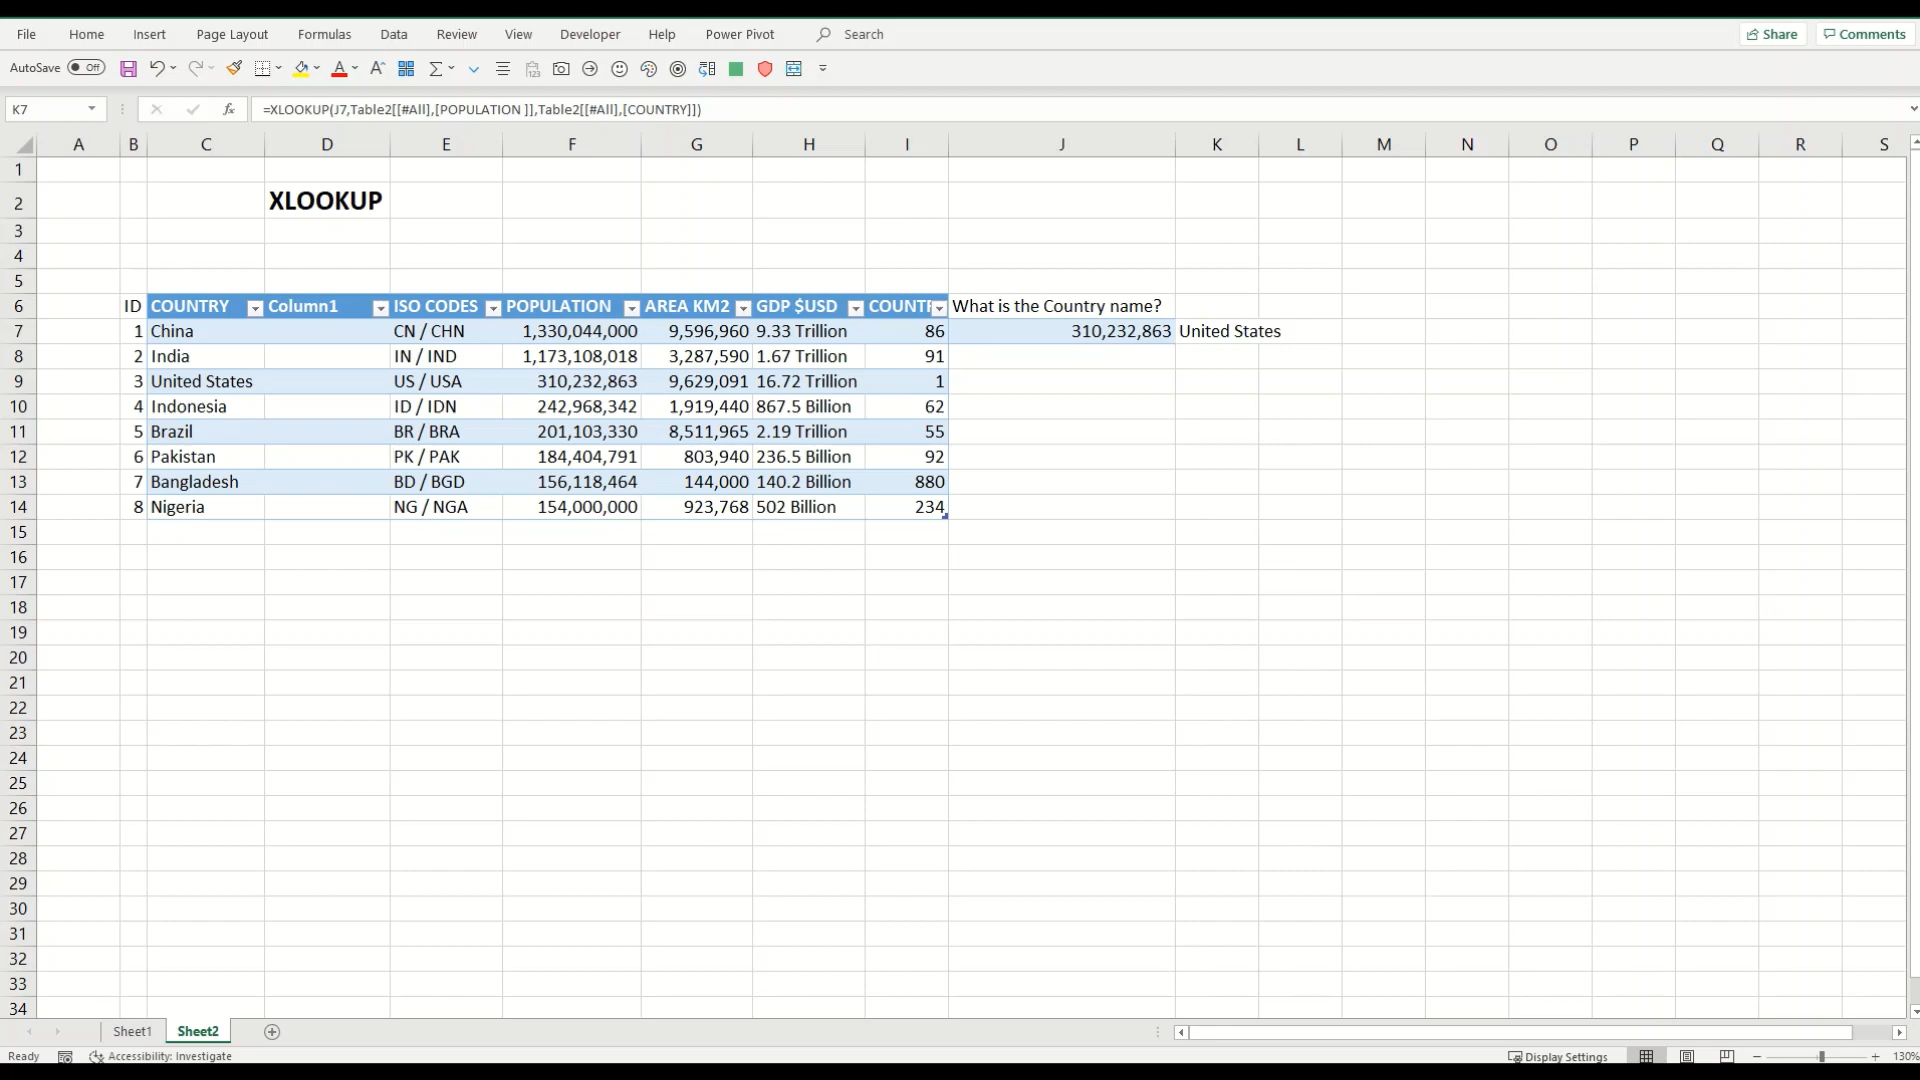 File Home Insert Page Layout Formulas Data Review View Developer Help Power Pivot Search Share Comments
AutoSave Off
K7 fx =XLOOKUP(J7,Table2[[#All],[POPULATION ]],Table2[[#All],[COUNTRY]])
A B C D E F G H I J K L M N O P Q R S
1
2 XLOOKUP
3
4
5
6 ID COUNTRY Column1 ISO CODES POPULATION AREA KM2 GDP $USD COUNTR What is the Country name?
7 1 China CN / CHN 1,330,044,000 9,596,960 9.33 Trillion 86 310,232,863 United States
8 2 India IN / IND 1,173,108,018 3,287,590 1.67 Trillion 91
9 3 United States US / USA 310,232,863 9,629,091 16.72 Trillion 1
10 4 Indonesia ID / IDN 242,968,342 1,919,440 867.5 Billion 62
11 5 Brazil BR / BRA 201,103,330 8,511,965 2.19 Trillion 55
12 6 Pakistan PK / PAK 184,404,791 803,940 236.5 Billion 92
13 7 Bangladesh BD / BGD 156,118,464 144,000 140.2 Billion 880
14 8 Nigeria NG / NGA 154,000,000 923,768 502 Billion 234
15
16
17
18
19
20
21
22
23
24
25
26
27
28
29
30
31
32
33
34
Sheet1 Sheet2
Ready Accessibility: Investigate Display Settings 130%